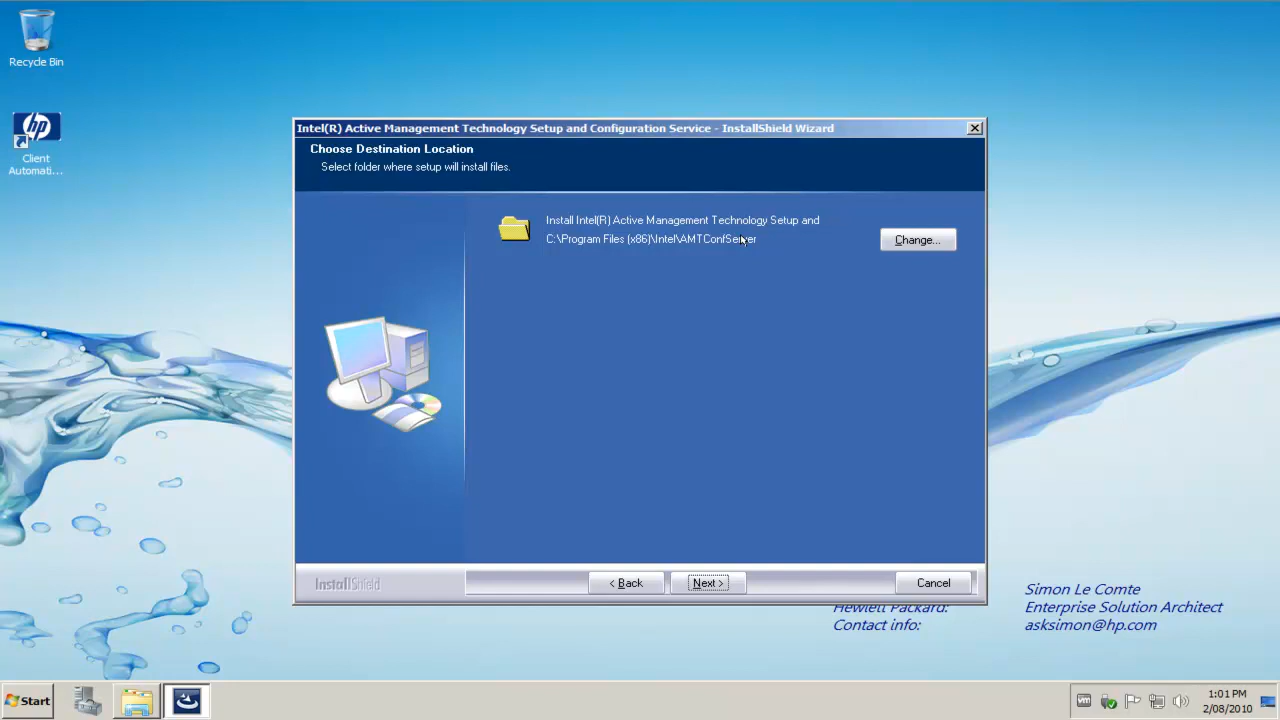 Recycle Bin
hp
Client
Automati...
Intel(R) Active Management Technology Setup and Configuration Service - InstallShield Wizard
Choose Destination Location
Select folder where setup will install files.
Install Intel(R) Active Management Technology Setup and
C:\Program Files (x86)\Intel\AMTConfServer
Change...
InstallShield
< Back
Next >
Cancel
Simon Le Comte
Hewlett Packard: Enterprise Solution Architect
Contact info: asksimon@hp.com
Start
1:01 PM
2/08/2010